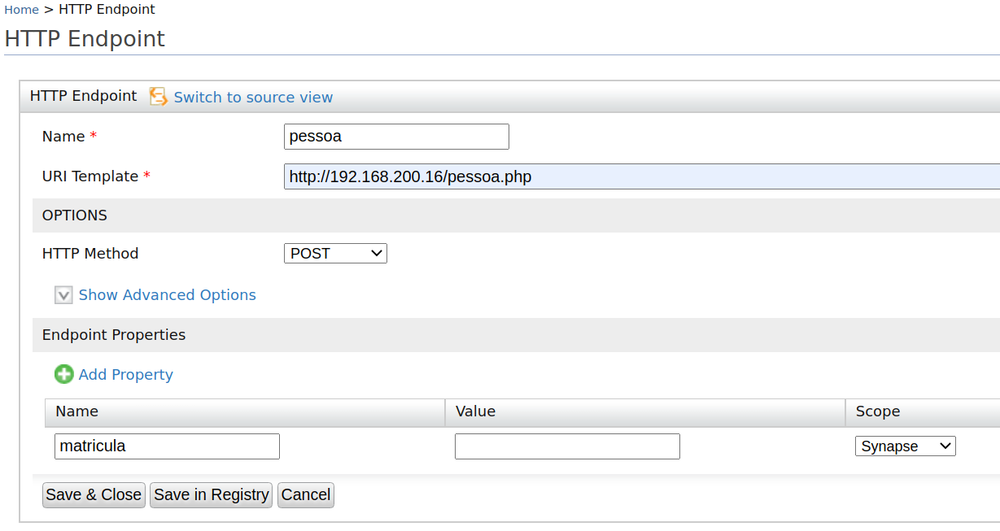 Home > HTTP Endpoint
HTTP Endpoint
HTTP Endpoint Switch to source view
Name * pessoa
URI Template * http://192.168.200.16/pessoa.php
OPTIONS
HTTP Method POST
Show Advanced Options
Endpoint Properties
Add Property
Name Value Scope
matricula Synapse
Save & Close Save in Registry Cancel